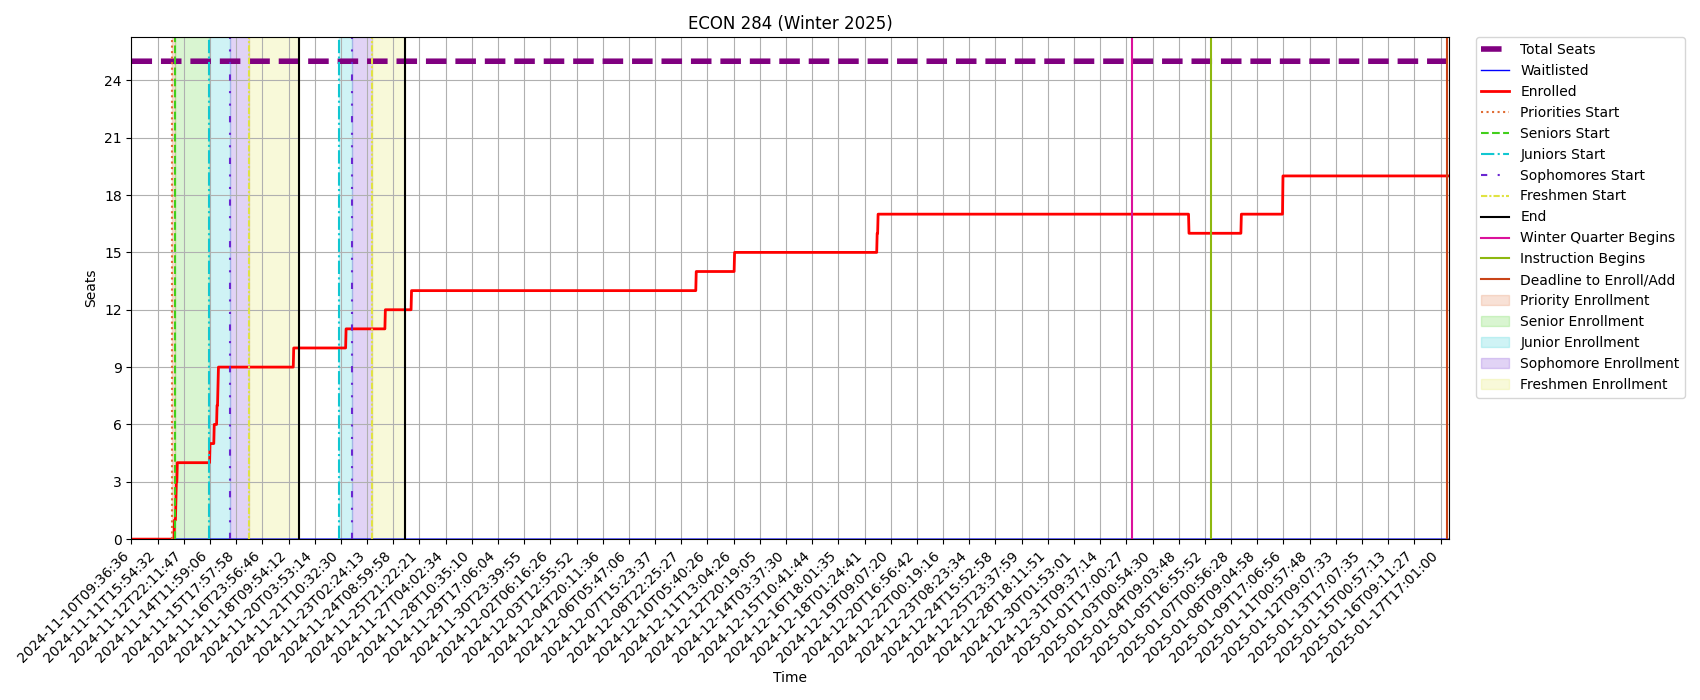 ECON 284 (Winter 2025)
Total Seats
Waitlisted
Enrolled
Priorities Start
Seniors Start
Juniors Start
Sophomores Start
Freshmen Start
End
Winter Quarter Begins
Instruction Begins
Deadline to Enroll/Add
Priority Enrollment
Senior Enrollment
Junior Enrollment
Sophomore Enrollment
Freshmen Enrollment
Seats
24
21
18
15
12
9
6
3
0
2024-11-10T09:36:36
2024-11-11T15:54:32
2024-11-12T22:11:47
2024-11-14T11:59:06
2024-11-15T17:57:58
2024-11-16T23:56:46
2024-11-18T09:54:12
2024-11-20T03:53:14
2024-11-21T10:32:30
2024-11-23T02:24:13
2024-11-24T08:59:58
2024-11-25T21:22:21
2024-11-27T04:02:34
2024-11-28T10:35:10
2024-11-29T17:06:04
2024-11-30T23:39:55
2024-12-02T06:16:26
2024-12-03T12:55:52
2024-12-04T20:11:36
2024-12-06T05:47:06
2024-12-07T15:23:37
2024-12-08T22:25:27
2024-12-10T05:40:26
2024-12-11T13:04:26
2024-12-12T20:19:05
2024-12-14T03:37:30
2024-12-15T10:41:44
2024-12-16T18:01:35
2024-12-18T01:24:41
2024-12-19T09:07:20
2024-12-20T16:56:42
2024-12-22T00:19:16
2024-12-23T08:23:34
2024-12-24T15:52:58
2024-12-25T23:37:59
2024-12-28T18:11:51
2024-12-30T01:53:01
2024-12-31T09:37:14
2025-01-01T17:00:27
2025-01-03T00:54:30
2025-01-04T09:03:48
2025-01-05T16:55:52
2025-01-07T00:56:28
2025-01-08T09:04:58
2025-01-09T17:06:56
2025-01-11T00:57:48
2025-01-12T09:07:33
2025-01-13T17:07:35
2025-01-15T00:57:13
2025-01-16T09:11:27
2025-01-17T17:01:00
Time